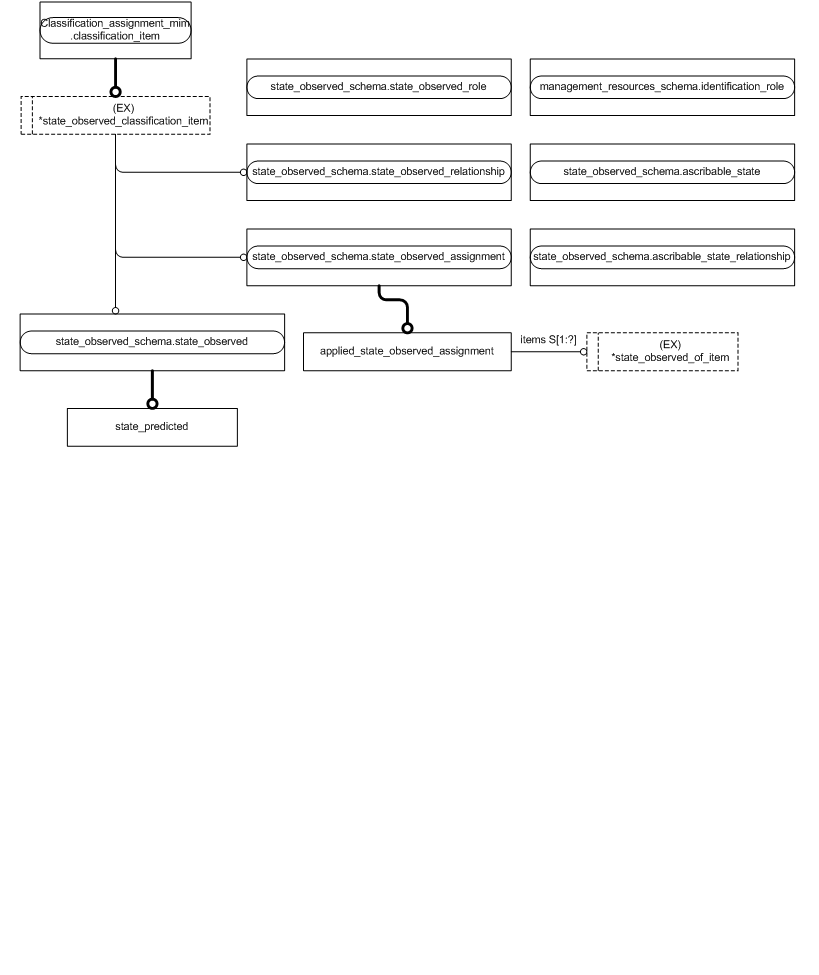 Classification_assignment_mim
.classification_item
state_observed_schema.state_observed_role
management_resources_schema.identification_role
(EX)
*state_observed_classification_item
state_observed_schema.state_observed_relationship
state_observed_schema.ascribable_state
state_observed_schema.state_observed_assignment
state_observed_schema.ascribable_state_relationship
state_observed_schema.state_observed
applied_state_observed_assignment
items S[1:?]
(EX)
*state_observed_of_item
state_predicted